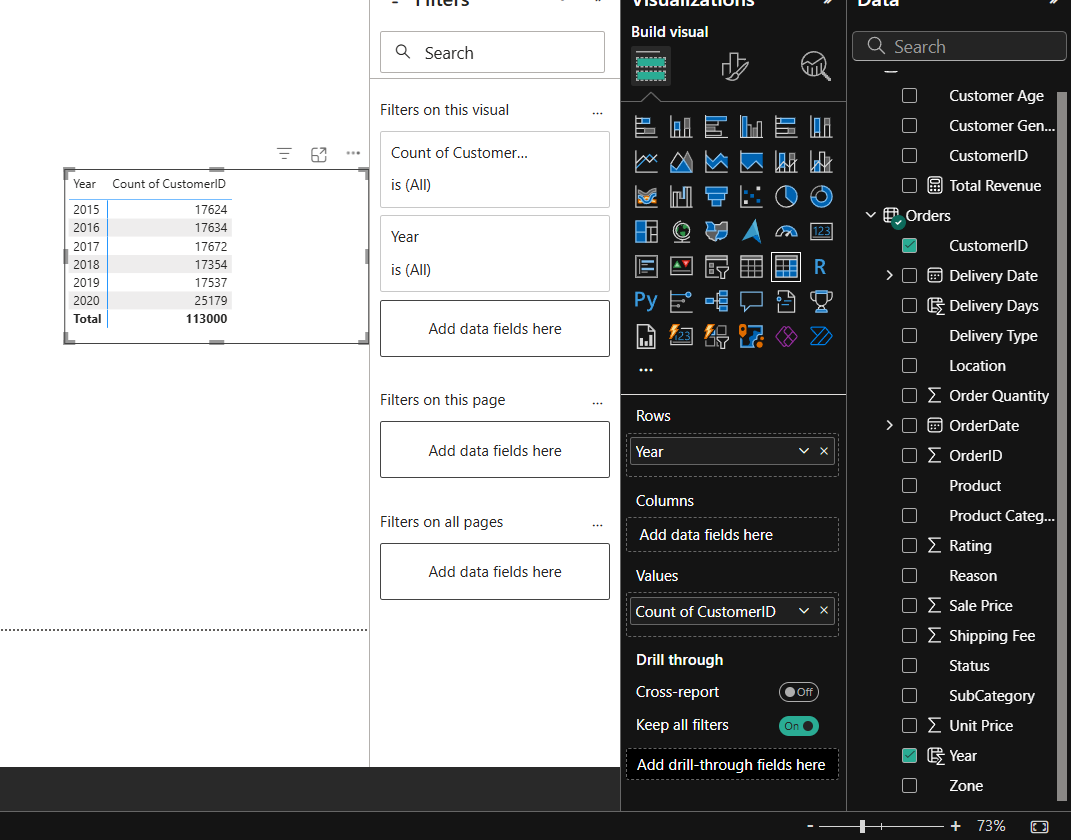 Year Count of CustomerID
2015 17624
2016 17634
2017 17672
2018 17354
2019 17537
2020 25179
Total 113000
Filters
Search
Filters on this visual ...
Count of Customer...
is (All)
Year
is (All)
Add data fields here
Filters on this page ...
Add data fields here
Filters on all pages ...
Add data fields here
Visualizations
Build visual
123
R
Py
123
...
Rows
Year
Columns
Add data fields here
Values
Count of CustomerID
Drill through
Cross-report Off
Keep all filters On
Add drill-through fields here
Data
Search
Customer Age
Customer Gen...
CustomerID
Total Revenue
Orders
CustomerID
Delivery Date
Delivery Days
Delivery Type
Location
Order Quantity
OrderDate
OrderID
Product
Product Categ...
Rating
Reason
Sale Price
Shipping Fee
Status
SubCategory
Unit Price
Year
Zone
- + 73%